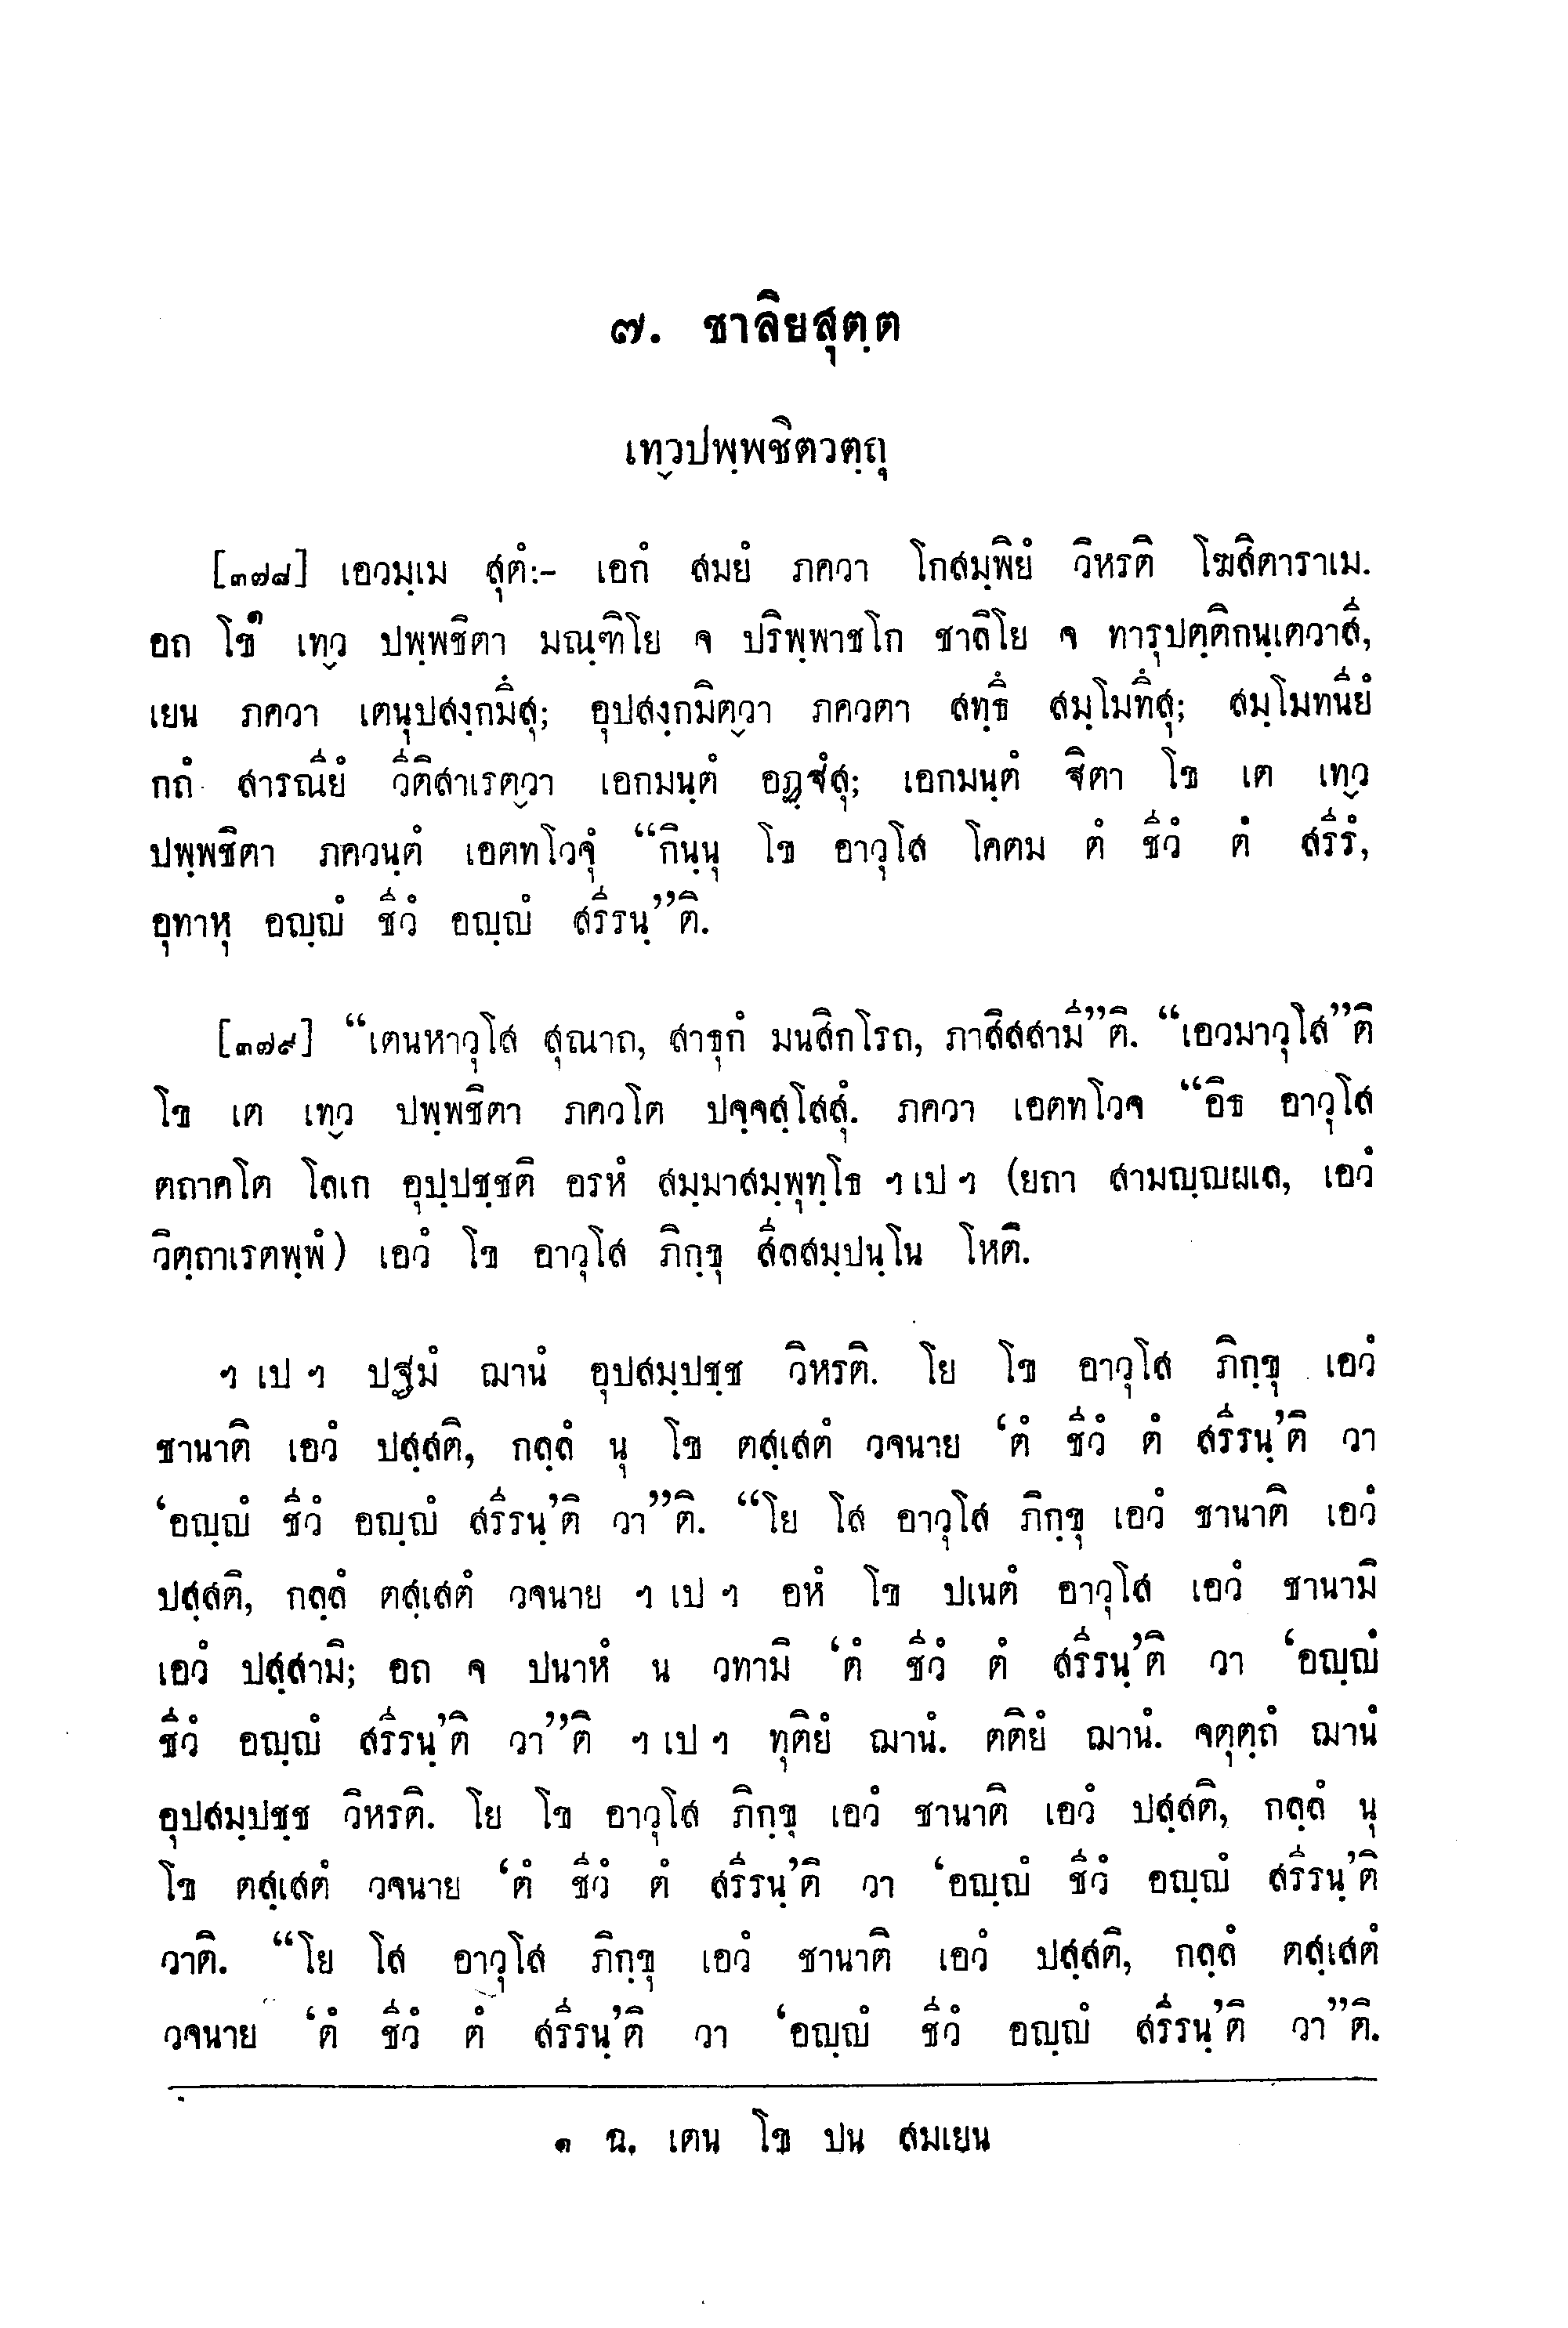 ๗. ชาลิยสุตฺต
เทฺวปพฺพชิตวตฺถุ
[๓๗๘] เอวมฺเม สุตํ:- เอกํ สมยํ ภควา โกสมฺพิยํ วิหรติ โฆสิตาราเม.
อถ โข๑ เทฺว ปพฺพชิตา มณฺฑิโย จ ปริพฺพาชโก ชาลิโย จ ทารุปตฺติกนฺเตวาสี,
เยน ภควา เตนุปสงฺกมึสุ; อุปสงฺกมิตฺวา ภควตา สทฺธึ สมฺโมทึสุ; สมฺโมทนียํ
กถํ สารณียํ วีติสาเรตฺวา เอกมนฺตํ อฏฺฐํสุ; เอกมนฺตํ ฐิตา โข เต เทฺว
ปพฺพชิตา ภควนฺตํ เอตทโวจุํ “กินฺนุ โข อาวุโส โคตม ตํ ชีวํ ตํ สรีรํ,
อุทาหุ อญฺญํ ชีวํ อญฺญํ สรีรนฺ”ติ.
[๓๗๙] “เตนหาวุโส สุณาถ, สาธุกํ มนสิกโรถ, ภาสิสสามี”ติ. “เอวมาวุโส”ติ
โข เต เทฺว ปพฺพชิตา ภควโต ปจฺจสฺโสสุํ. ภควา เอตทโวจ “อิธ อาวุโส
ตถาคโต โลเก อุปฺปชฺชติ อรหํ สมฺมาสมฺพุทฺโธ ฯ เป ฯ (ยถา สามญฺญผเล, เอวํ
วิตฺถาเรตพฺพํ) เอวํ โข อาวุโส ภิกฺขุ สีลสมฺปนฺโน โหติ.
ฯ เป ฯ ปฐมํ ฌานํ อุปสมฺปชฺช วิหรติ. โย โข อาวุโส ภิกฺขุ เอวํ
ชานาติ เอวํ ปสฺสติ, กลฺลํ นุ โข ตสฺเสตํ วจนาย ‘ตํ ชีวํ ตํ สรีรนฺ’ติ วา
‘อญฺญํ ชีวํ อญฺญํ สรีรนฺ’ติ วา”ติ. “โย โส อาวุโส ภิกฺขุ เอวํ ชานาติ เอวํ
ปสฺสติ, กลฺลํ ตสฺเสตํ วจนาย ฯ เป ฯ อหํ โข ปเนตํ อาวุโส เอวํ ชานามิ
เอวํ ปสฺสามิ; อถ จ ปนาหํ น วทามิ ‘ตํ ชีวํ ตํ สรีรนฺ’ติ วา ‘อญฺญํ
ชีวํ อญฺญํ สรีรนฺ’ติ วา”ติ ฯ เป ฯ ทุติยํ ฌานํ. ตติยํ ฌานํ. จตุตฺถํ ฌานํ
อุปสมฺปชฺช วิหรติ. โย โข อาวุโส ภิกฺขุ เอวํ ชานาติ เอวํ ปสฺสติ, กลฺลํ นุ
โข ตสฺเสตํ วจนาย ‘ตํ ชีวํ ตํ สรีรนฺ’ติ วา ‘อญฺญํ ชีวํ อญฺญํ สรีรนฺ’ติ
วาติ. “โย โส อาวุโส ภิกฺขุ เอวํ ชานาติ เอวํ ปสฺสติ, กลฺลํ ตสฺเสตํ
วจนาย ‘ตํ ชีวํ ตํ สรีรนฺ’ติ วา ‘อญฺญํ ชีวํ อญฺญํ สรีรนฺ’ติ วา”ติ.
๑ ฉ. เตน โข ปน สมเยน